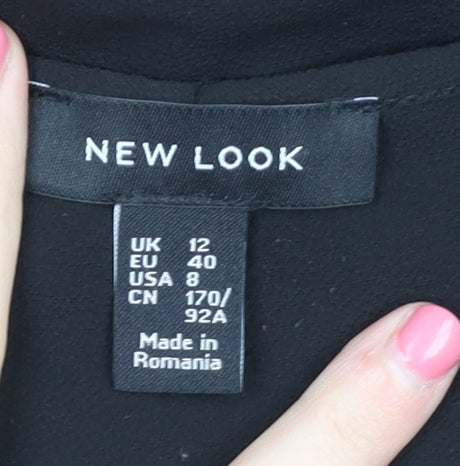 NEW LOOK
UK 12
EU 40
USA 8
CN 170/
92A
Made in
Romania